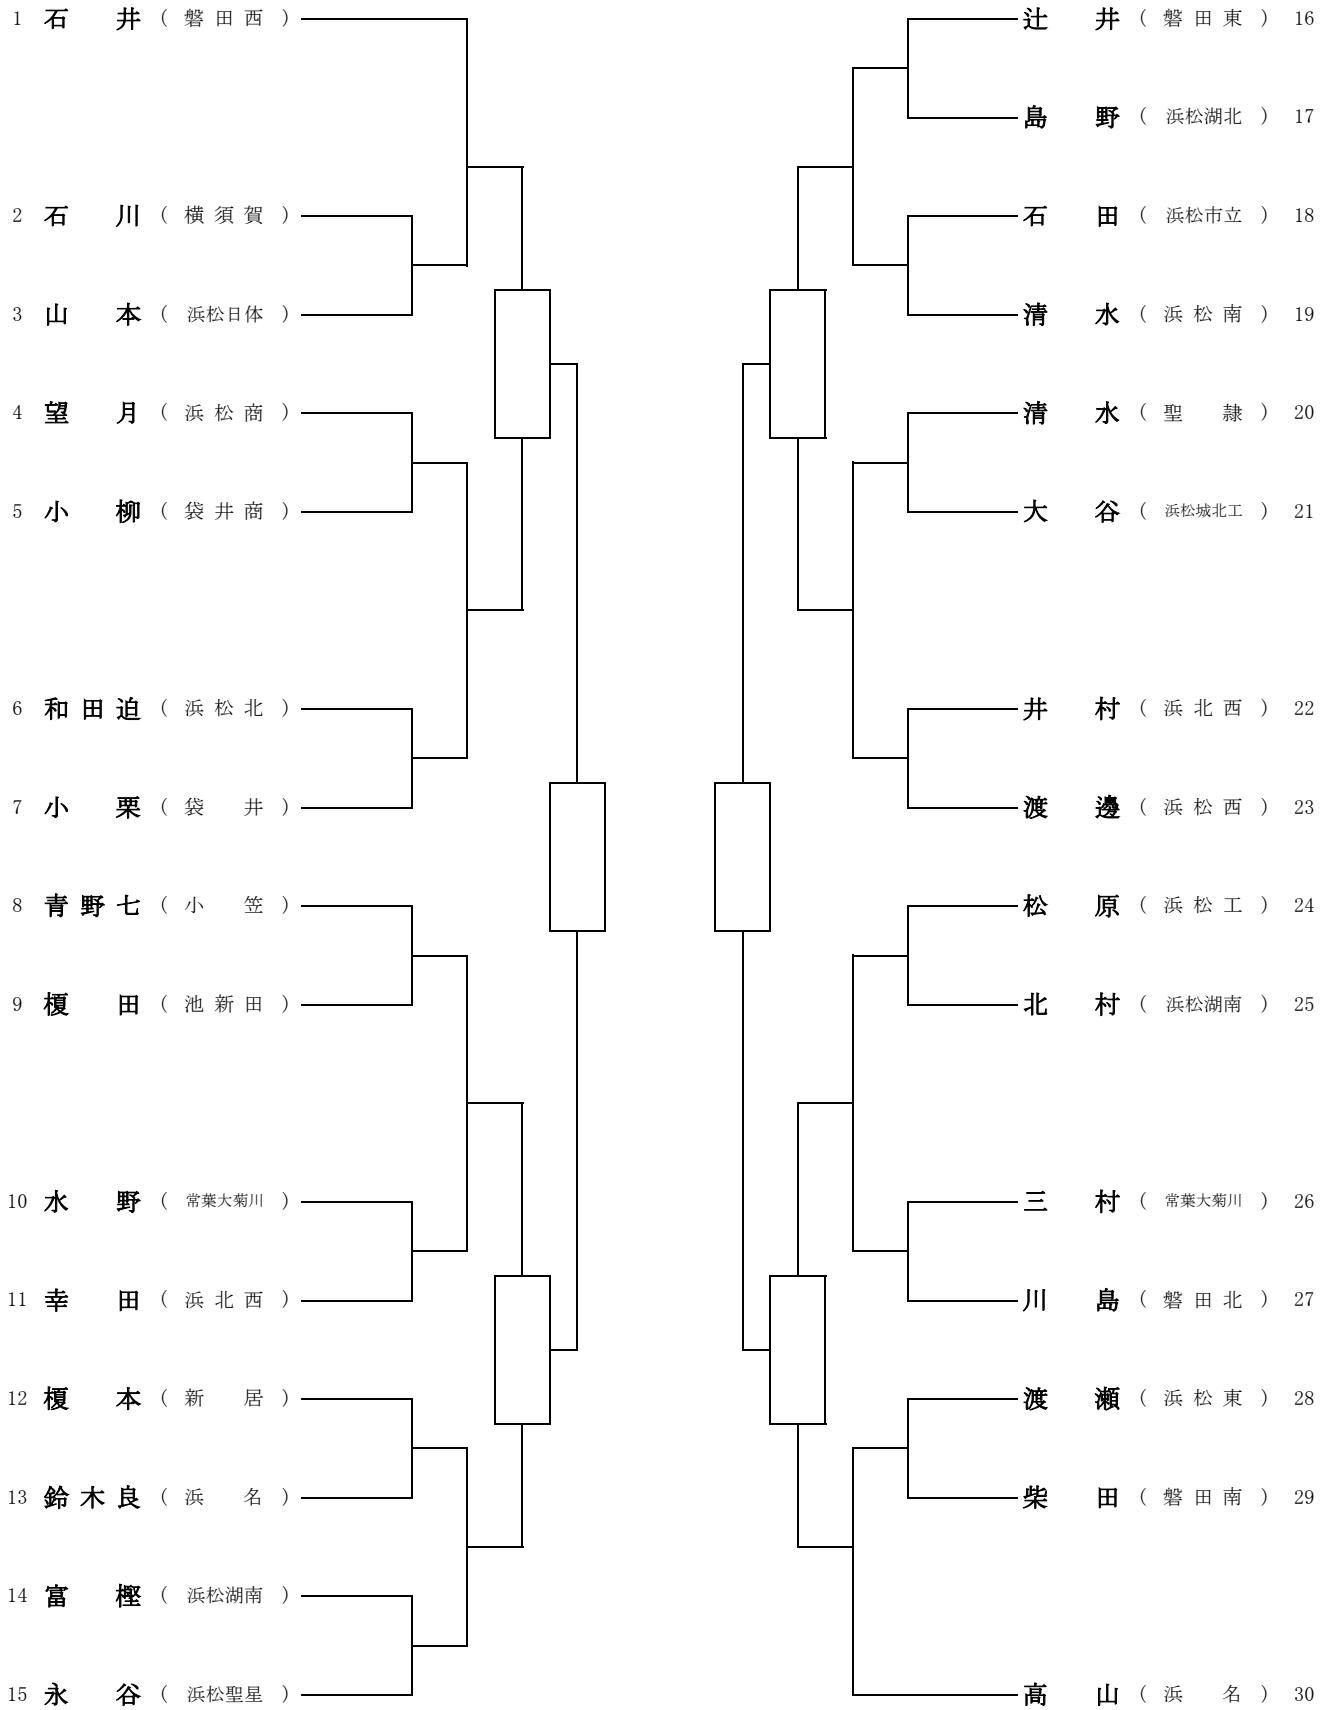 1 石井 ( 磐田西 )
2 石川 ( 横須賀 )
3 山本 ( 浜松日体 )
4 望月 ( 浜松商 )
5 小柳 ( 袋井商 )
6 和田迫 ( 浜松北 )
7 小栗 ( 袋井 )
8 青野七 ( 小笠 )
9 榎田 ( 池新田 )
10 水野 ( 常葉大菊川 )
11 幸田 ( 浜北西 )
12 榎本 ( 新居 )
13 鈴木良 ( 浜名 )
14 富樫 ( 浜松湖南 )
15 永谷 ( 浜松聖星 )
辻井 ( 磐田東 ) 16
島野 ( 浜松湖北 ) 17
石田 ( 浜松市立 ) 18
清水 ( 浜松南 ) 19
清水 ( 聖隷 ) 20
大谷 ( 浜松城北工 ) 21
井村 ( 浜北西 ) 22
渡邊 ( 浜松西 ) 23
松原 ( 浜松工 ) 24
北村 ( 浜松湖南 ) 25
三村 ( 常葉大菊川 ) 26
川島 ( 磐田北 ) 27
渡瀬 ( 浜松東 ) 28
柴田 ( 磐田南 ) 29
髙山 ( 浜名 ) 30